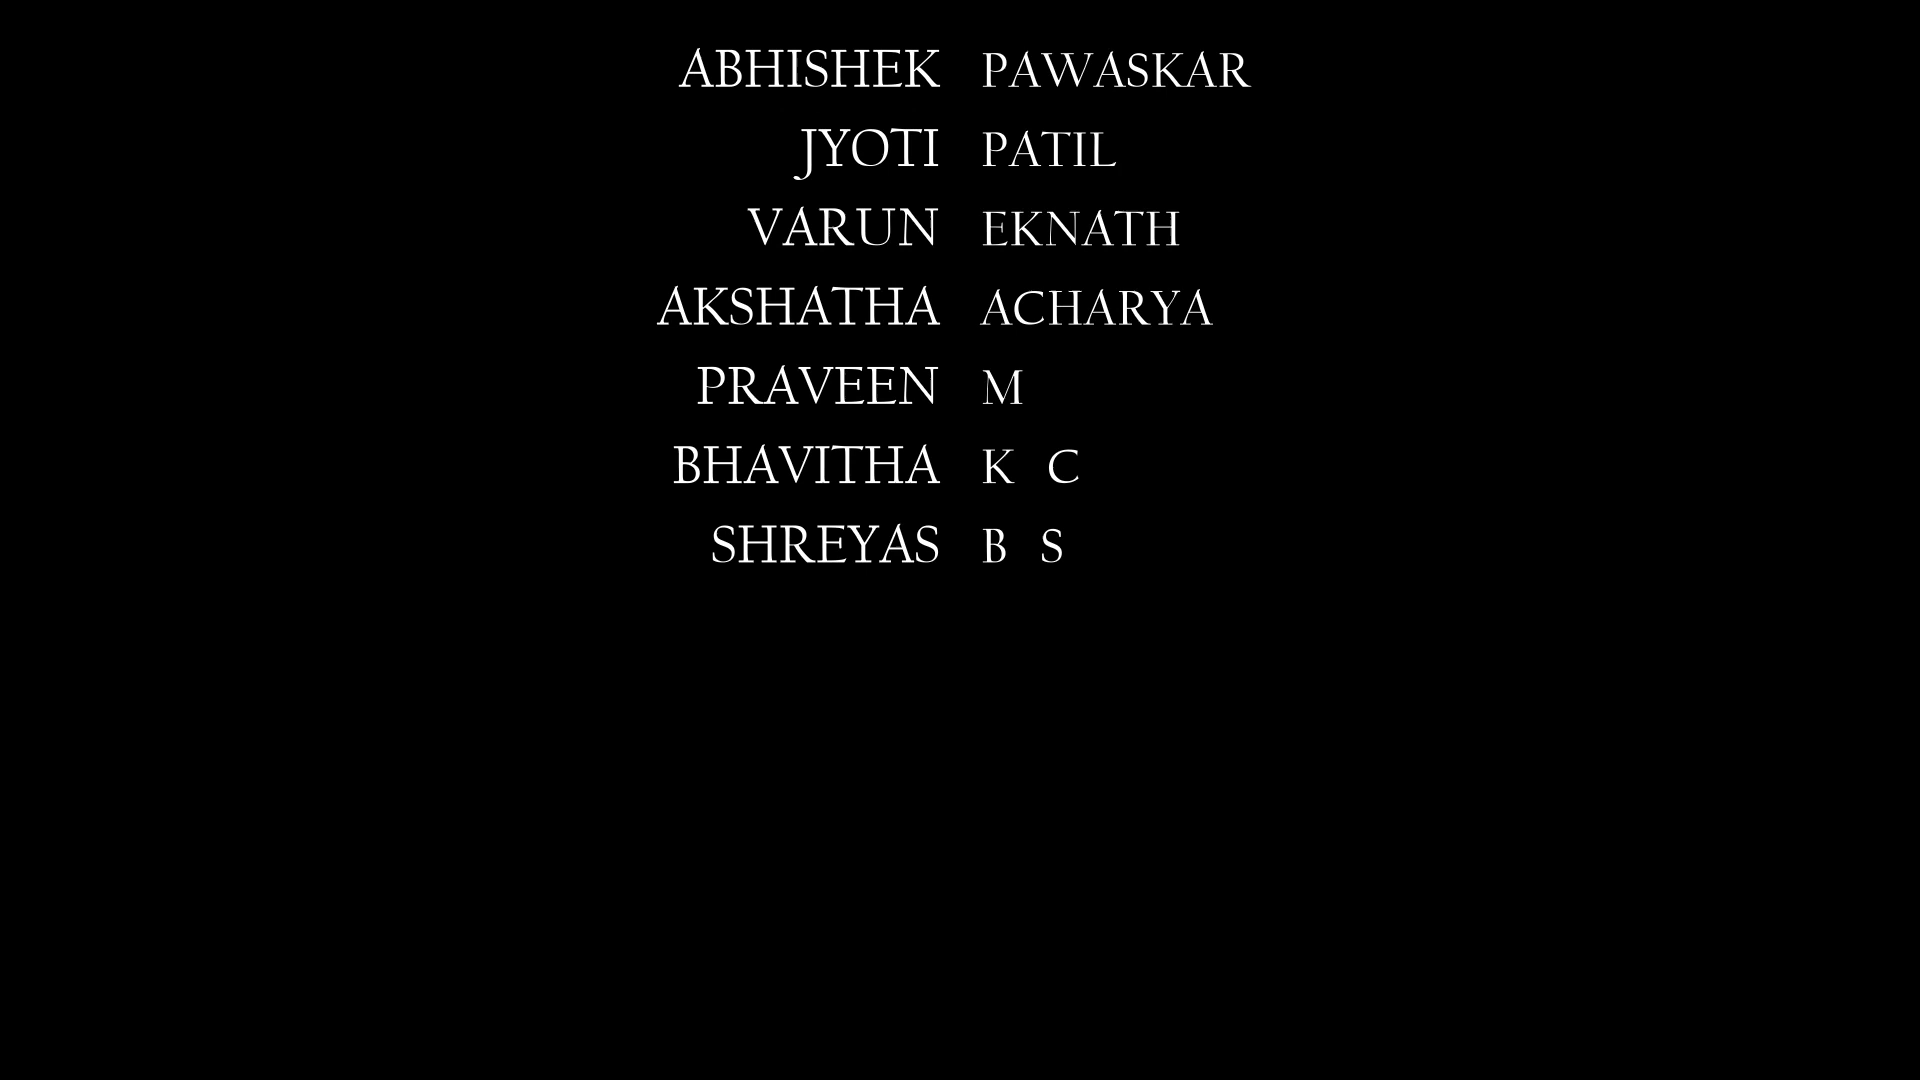 ABHISHEK PAWASKAR
JYOTI PATIL
VARUN EKNATH
AKSHATHA ACHARYA
PRAVEEN M
BHAVITHA K C
SHREYAS B S